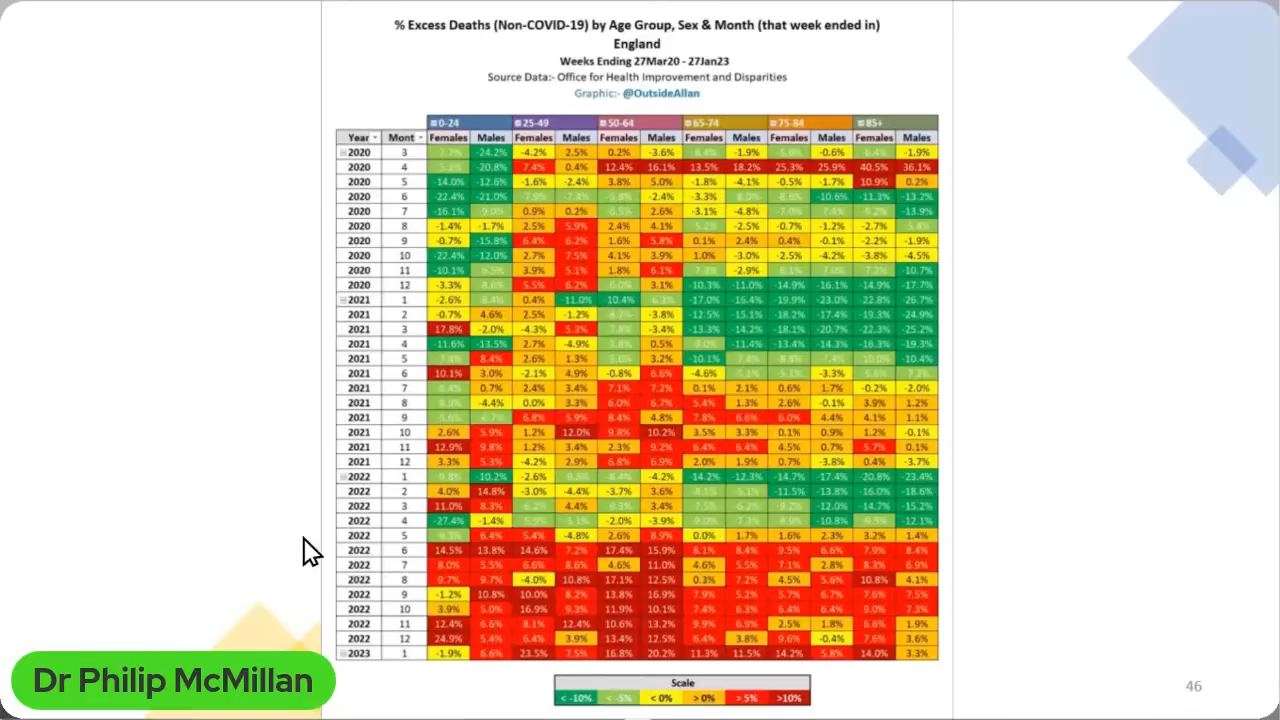 % Excess Deaths (Non-COVID-19) by Age Group, Sex & Month (that week ended in)
England
Weeks Ending 27Mar20 - 27Jan23
Source Data:- Office for Health Improvement and Disparities
Graphic:- @OutsideAllan
0-24 25-49 50-64 65-74 75-84 85+
Year Mont Females Males Females Males Females Males Females Males Females Males Females Males
2020 3 -24.2% -4.2% 2.5% 0.2% -3.6% -1.9% -0.6% -1.9%
2020 4 -20.8% 7.4% 0.4% 12.4% 16.1% 13.5% 18.2% 25.3% 25.9% 40.5% 36.1%
2020 5 -14.0% -12.6% -1.6% -2.4% 3.8% 5.0% -1.8% -4.1% -0.5% -1.7% 10.9% 0.2%
2020 6 22.4% -21.0% -2.4% -3.3% -10.6% -11.3% -13.2%
2020 7 -16.1% 0.9% 0.2% 2.6% -3.1% -4.8% -13.9%
2020 8 -1.4% -1.7% 2.5% 5.9% 2.4% 4.1% -2.5% -0.7% -1.2% -2.7%
2020 9 -0.7% -15.8% 6.4% 6.2% 1.6% 5.8% 0.1% 2.4% 0.4% -0.1% -2.2% -1.9%
2020 10 -22.4% -12.0% 2.7% 7.5% 4.1% 3.9% 1.0% -3.0% -2.5% -4.2% -3.8% -4.5%
2020 11 -10.1% 3.9% 5.1% 1.8% 6.1% -2.9% -10.7%
2020 12 -3.3% 5.5% 6.2% 3.1% -10.3% -11.0% -14.9% -16.1% -14.9% -17.7%
2021 1 -2.6% 0.4% -11.0% 10.4% -17.0% -16.4% -19.9% -23.0% -22.8% -26.7%
2021 2 -0.7% 4.6% 2.5% -1.2% -3.8% -12.5% -15.1% -18.2% -17.4% -19.3% -24.9%
2021 3 17.8% -2.0% -4.3% 5.3% -3.4% -13.3% -14.2% -18.1% -20.7% -22.3% -25.2%
2021 4 -11.6% -13.5% 2.7% -4.9% 0.5% -11.4% -13.4% -14.3% -16.3% -19.3%
2021 5 8.4% 2.6% 1.3% 3.2% -10.1% -10.4%
2021 6 10.1% 3.0% -2.1% 4.9% -0.8% 6.6% -4.6% -3.3%
2021 7 0.7% 2.4% 3.4% 7.1% 7.2% 0.1% 2.1% 0.6% 1.7% -0.2% -2.0%
2021 8 -4.4% 0.0% 3.3% 6.0% 6.7% 5.4% 1.3% 2.6% -0.1% 3.9% 1.2%
2021 9 6.8% 5.9% 8.4% 4.8% 7.8% 6.6% 6.0% 4.4% 4.1% 1.1%
2021 10 2.6% 5.9% 1.2% 12.0% 9.8% 10.2% 3.5% 3.3% 0.1% 0.9% 1.2% -0.1%
2021 11 12.9% 9.8% 1.2% 3.4% 2.3% 9.2% 6.4% 6.4% 4.5% 0.7% 5.7% 0.1%
2021 12 3.3% 5.3% -4.2% 2.9% 6.8% 6.9% 2.0% 1.9% 0.7% -3.8% 0.4% -3.7%
2022 1 10.2% -2.6% -4.2% -14.2% 12.3% -14.7% -17.4% -20.8% -23.4%
2022 2 4.0% 14.8% -3.0% -4.4% -3.7% 3.6% -11.5% -13.8% -16.0% -18.6%
2022 3 11.0% 8.3% 4.4% 3.4% -12.0% -14.7% -15.2%
2022 4 -27.4% -1.4% -2.0% -3.9% -10.8% -12.1%
2022 5 6.4% 5.4% -4.8% 2.6% 8.9% 0.0% 1.7% 1.6% 2.3% 3.2% 1.4%
2022 6 14.5% 13.8% 14.6% 7.2% 17.4% 15.9% 8.1% 8.4% 9.5% 6.6% 7.9% 8.4%
2022 7 8.0% 5.5% 6.6% 8.6% 4.6% 11.0% 4.6% 5.5% 7.1% 2.8% 8.3% 6.9%
2022 8 9.7% 9.7% -4.0% 10.8% 17.1% 12.5% 0.3% 7.2% 4.5% 5.6% 10.8% 4.1%
2022 9 -1.2% 10.8% 10.0% 8.2% 13.8% 16.9% 7.9% 5.2% 5.7% 6.7% 7.6% 7.5%
2022 10 3.9% 5.0% 16.9% 9.3% 11.9% 10.1% 7.4% 6.3% 6.4% 6.4% 9.0% 7.3%
2022 11 12.4% 6.6% 8.1% 12.4% 10.6% 13.2% 9.9% 6.9% 2.5% 1.8% 6.6% 1.9%
2022 12 24.9% 5.4% 6.4% 3.9% 13.4% 12.5% 6.4% 3.8% 9.6% -0.4% 7.6% 3.6%
2023 1 -1.9% 6.6% 23.5% 7.5% 16.8% 20.2% 11.3% 11.5% 14.2% 5.8% 14.0% 3.3%
Scale
< -10% < -5% < 0% > 0% > 5% >10%
Dr Philip McMillan
46